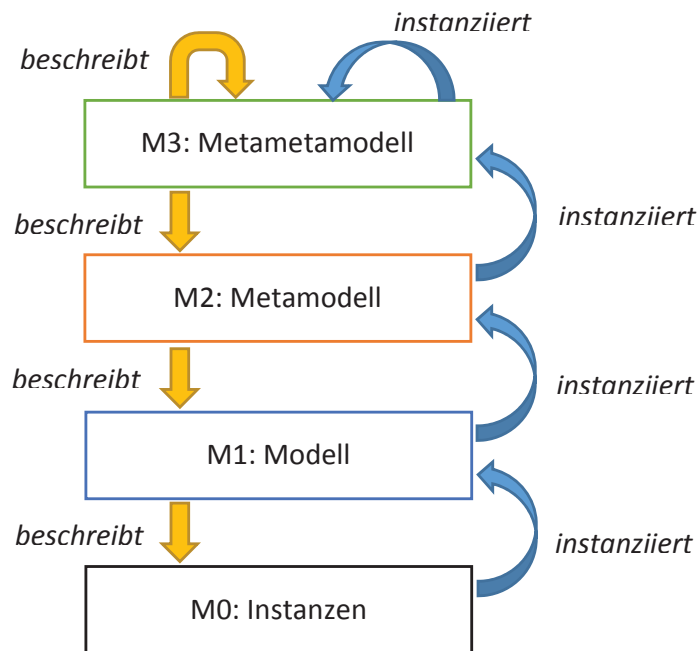 instanziiert
beschreibt
M3: Metametamodell
beschreibt
instanziiert
M2: Metamodell
beschreibt
instanziiert
M1: Modell
beschreibt
instanziiert
M0: Instanzen